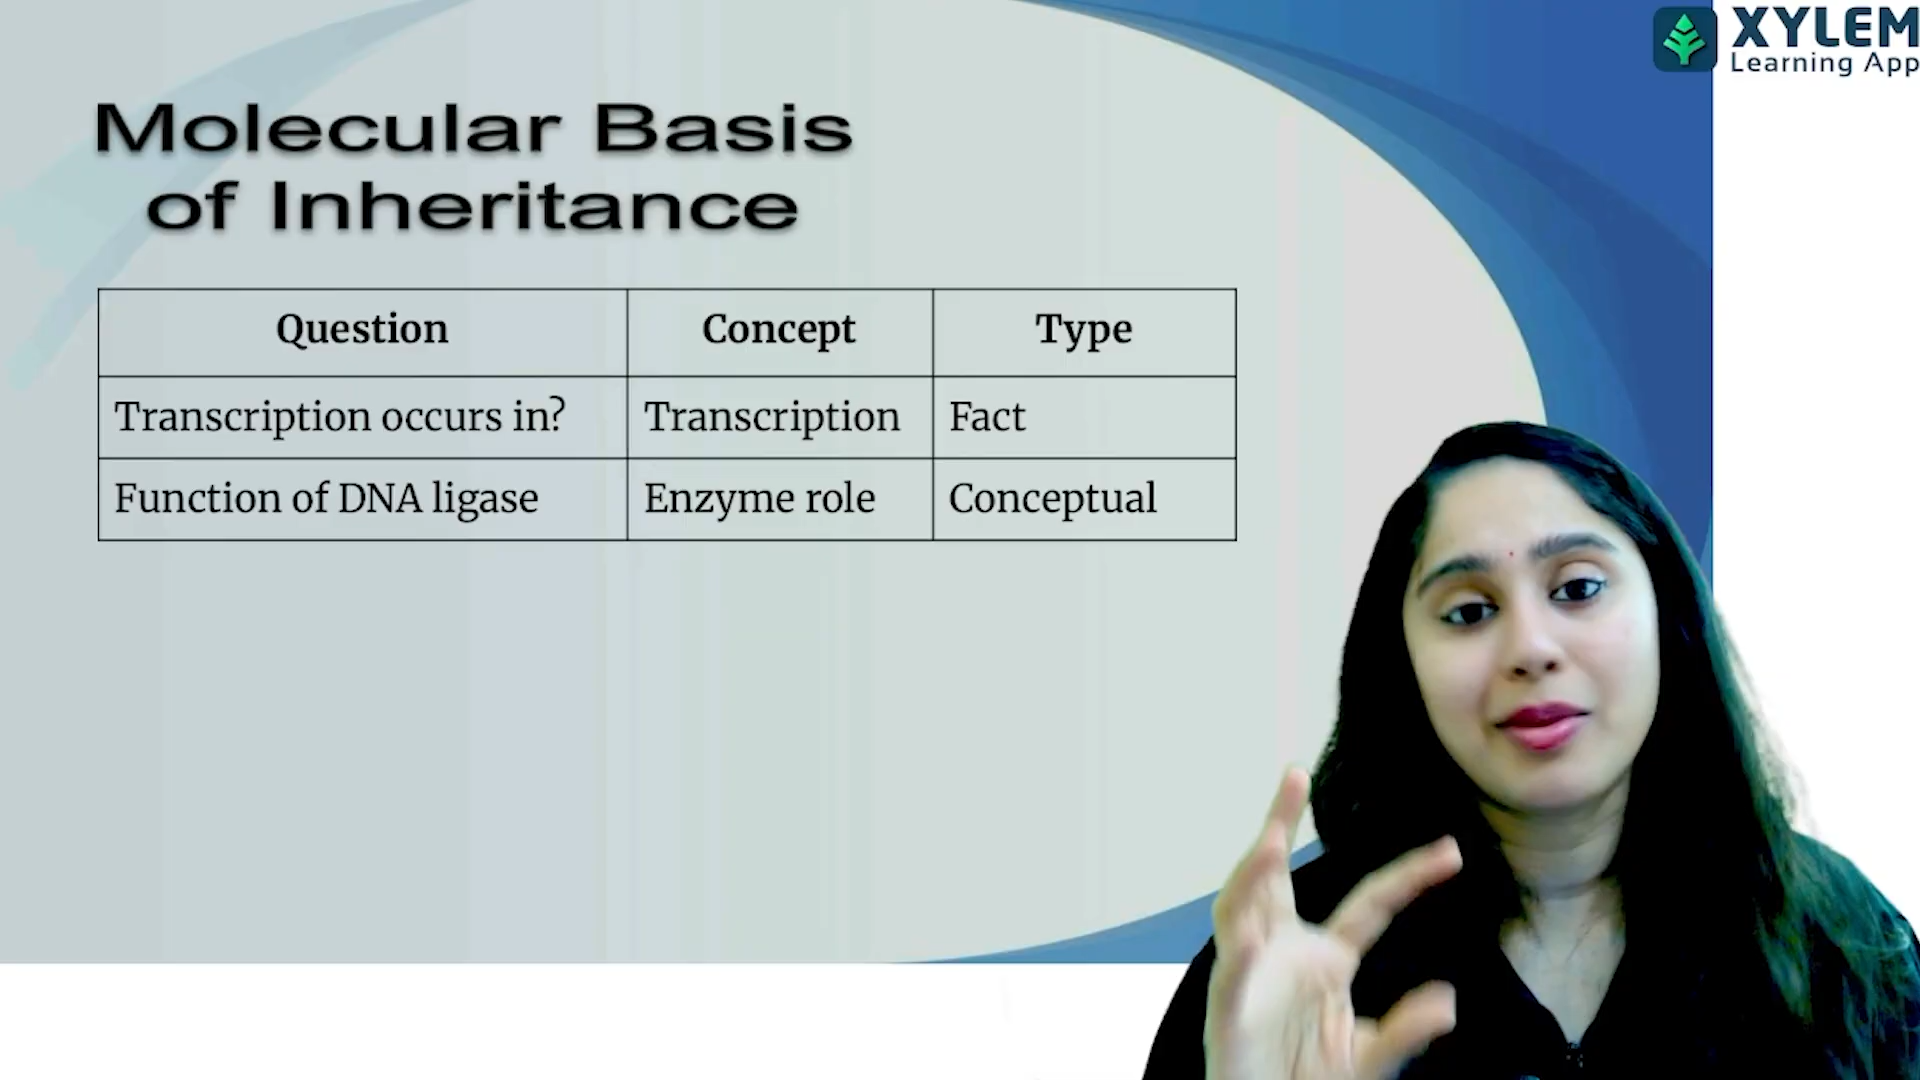 XYLEM
Learning App
Molecular Basis
of Inheritance
Question Concept Type
Transcription occurs in? Transcription Fact
Function of DNA ligase Enzyme role Conceptual